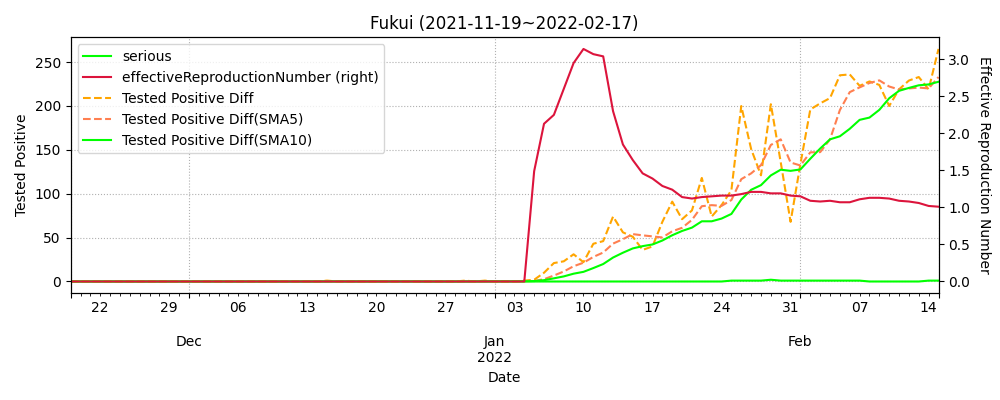 Fukui (2021-11-19~2022-02-17)
serious
effectiveReproductionNumber (right)
Tested Positive Diff
Tested Positive Diff(SMA5)
Tested Positive Diff(SMA10)
Tested Positive
250
200
150
100
50
0
Effective Reproduction Number
3.0
2.5
2.0
1.5
1.0
0.5
0.0
22 29 06 13 20 27 03 10 17 24 31 07 14
Dec Jan Feb
2022
Date